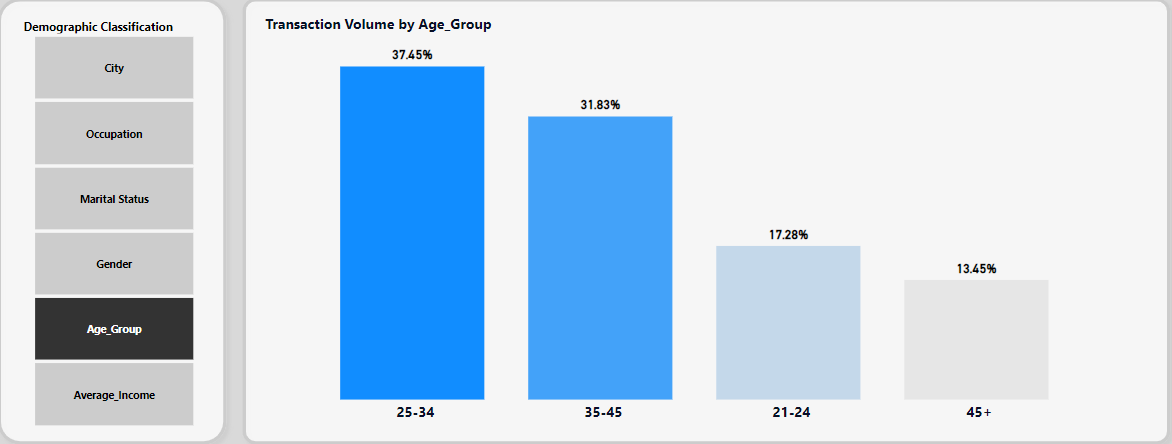 Demographic Classification
City
Occupation
Marital Status
Gender
Age_Group
Average_Income
Transaction Volume by Age_Group
37.45%
31.83%
17.28%
13.45%
25-34
35-45
21-24
45+